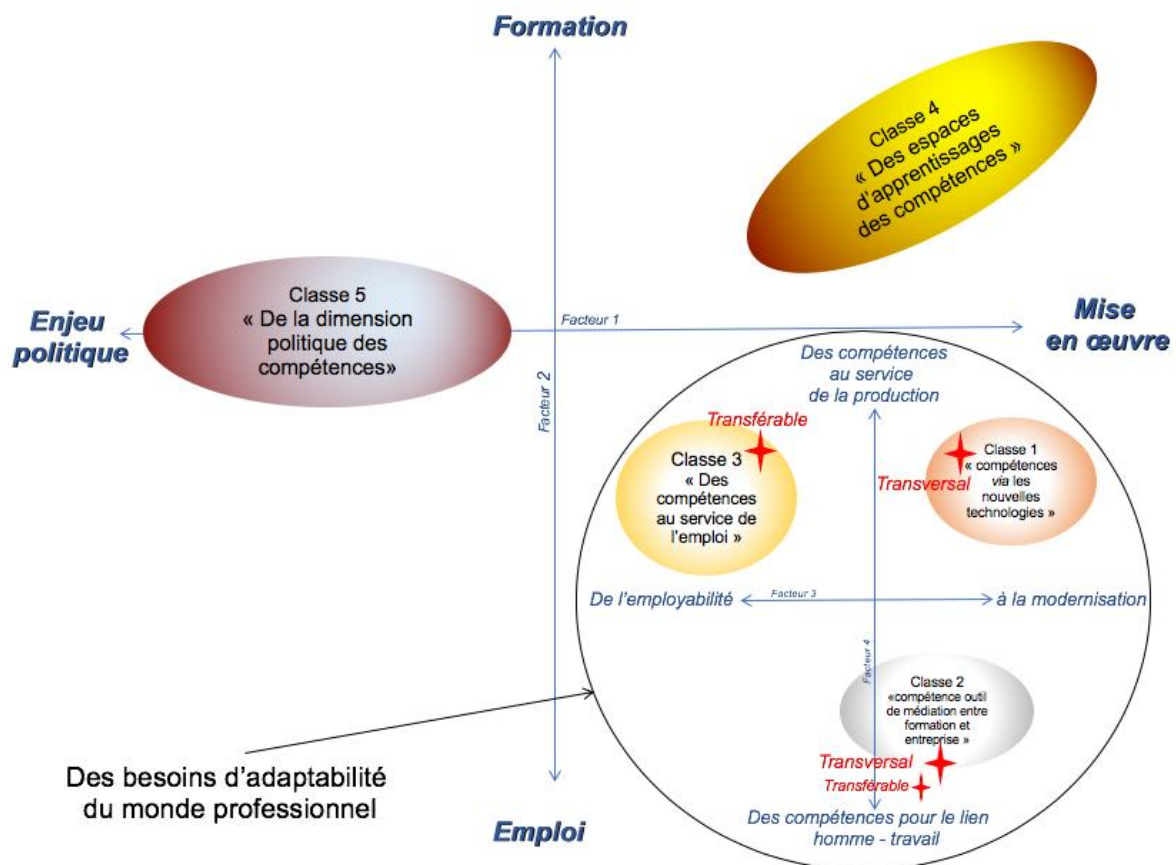 Formation
Classe 4
« Des espaces
d'apprentissages
des compétences »
Classe 5
« De la dimension
politique des
compétences»
Enjeu
politique
Facteur 1
Mise
en œuvre
Facteur 2
Des compétences
au service
de la production
Transférable
Classe 3
« Des
compétences
au service de
l'emploi »
Classe 1
« compétences
via les
nouvelles
technologies »
Transversal
De l'employabilité
Facteur 3
à la modernisation
Facteur 4
Classe 2
«compétence outil
de médiation entre
formation et
entreprise »
Transversal
Transférable
Des compétences pour le lien
homme - travail
Des besoins d'adaptabilité
du monde professionnel
Emploi